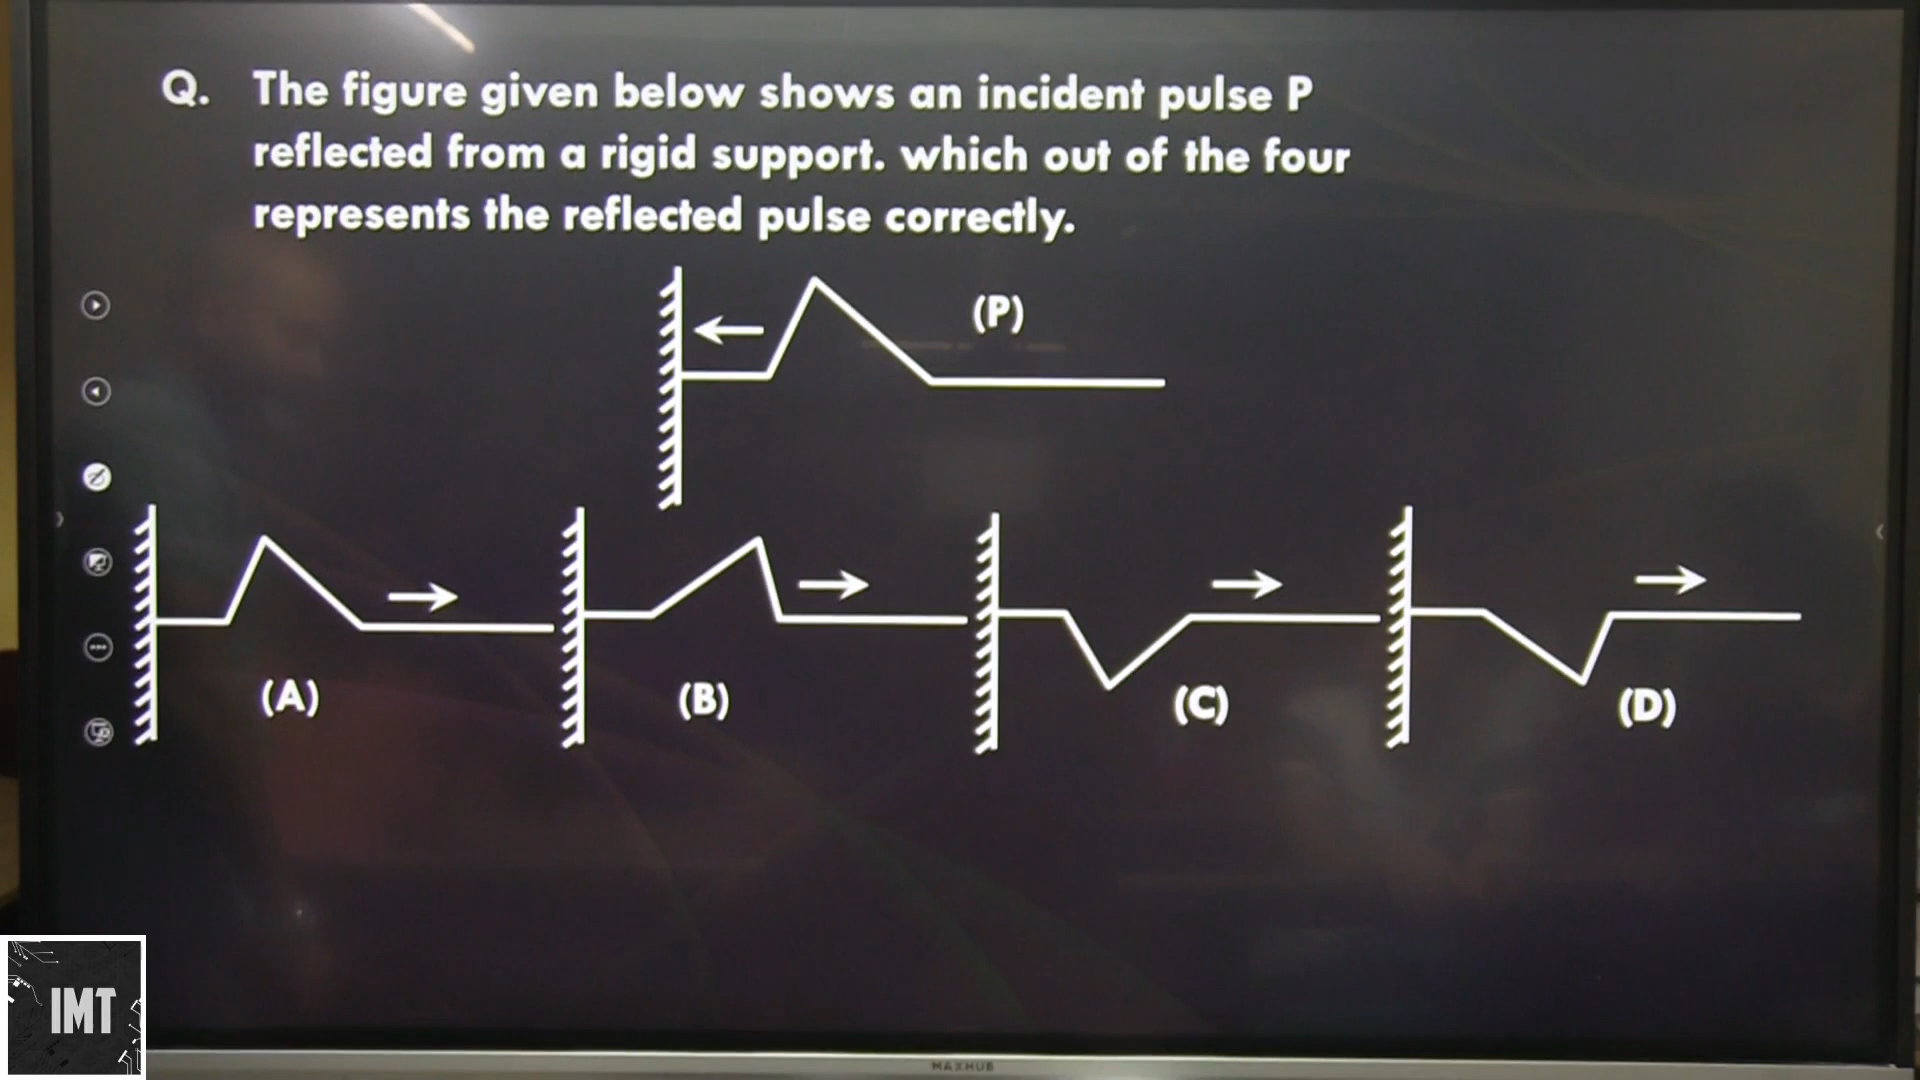 Q. The figure given below shows an incident pulse P
reflected from a rigid support. which out of the four
represents the reflected pulse correctly.
(P)
(A)
(B)
(C)
(D)
IMT
MAXHUB